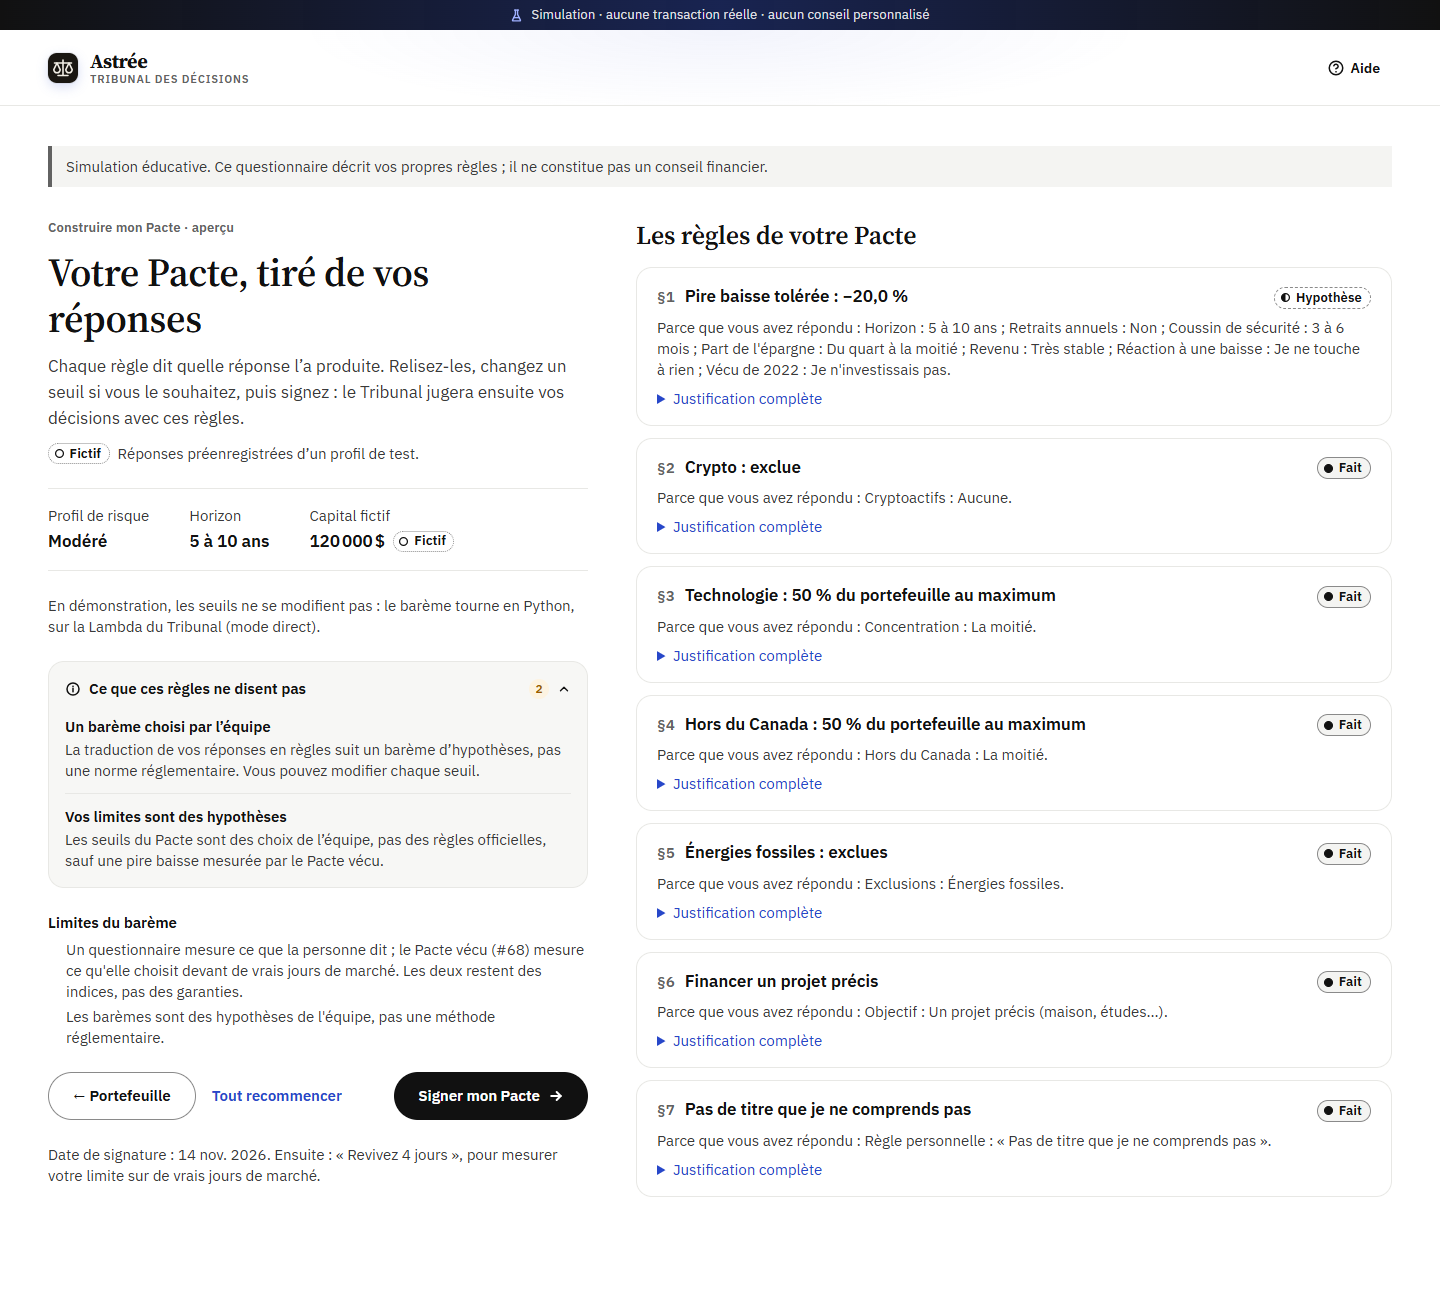 Simulation · aucune transaction réelle · aucun conseil personnalisé
Astrée
TRIBUNAL DES DÉCISIONS
Aide
Simulation éducative. Ce questionnaire décrit vos propres règles ; il ne constitue pas un conseil financier.
Construire mon Pacte · aperçu
Votre Pacte, tiré de vos
réponses
Chaque règle dit quelle réponse l’a produite. Relisez-les, changez un
seuil si vous le souhaitez, puis signez : le Tribunal jugera ensuite vos
décisions avec ces règles.
Fictif Réponses préenregistrées d’un profil de test.
Profil de risque
Modéré
Horizon
5 à 10 ans
Capital fictif
120 000 $ Fictif
En démonstration, les seuils ne se modifient pas : le barème tourne en Python,
sur la Lambda du Tribunal (mode direct).
Ce que ces règles ne disent pas 2
Un barème choisi par l’équipe
La traduction de vos réponses en règles suit un barème d’hypothèses, pas
une norme réglementaire. Vous pouvez modifier chaque seuil.
Vos limites sont des hypothèses
Les seuils du Pacte sont des choix de l’équipe, pas des règles officielles,
sauf une pire baisse mesurée par le Pacte vécu.
Limites du barème
Un questionnaire mesure ce que la personne dit ; le Pacte vécu (#68) mesure
ce qu'elle choisit devant de vrais jours de marché. Les deux restent des
indices, pas des garanties.
Les barèmes sont des hypothèses de l'équipe, pas une méthode
réglementaire.
← Portefeuille
Tout recommencer
Signer mon Pacte →
Date de signature : 14 nov. 2026. Ensuite : « Revivez 4 jours », pour mesurer
votre limite sur de vrais jours de marché.
Les règles de votre Pacte
§1 Pire baisse tolérée : −20,0 % Hypothèse
Parce que vous avez répondu : Horizon : 5 à 10 ans ; Retraits annuels : Non ; Coussin de sécurité : 3 à 6
mois ; Part de l'épargne : Du quart à la moitié ; Revenu : Très stable ; Réaction à une baisse : Je ne touche
à rien ; Vécu de 2022 : Je n'investissais pas.
Justification complète
§2 Crypto : exclue Fait
Parce que vous avez répondu : Cryptoactifs : Aucune.
Justification complète
§3 Technologie : 50 % du portefeuille au maximum Fait
Parce que vous avez répondu : Concentration : La moitié.
Justification complète
§4 Hors du Canada : 50 % du portefeuille au maximum Fait
Parce que vous avez répondu : Hors du Canada : La moitié.
Justification complète
§5 Énergies fossiles : exclues Fait
Parce que vous avez répondu : Exclusions : Énergies fossiles.
Justification complète
§6 Financer un projet précis Fait
Parce que vous avez répondu : Objectif : Un projet précis (maison, études…).
Justification complète
§7 Pas de titre que je ne comprends pas Fait
Parce que vous avez répondu : Règle personnelle : « Pas de titre que je ne comprends pas ».
Justification complète